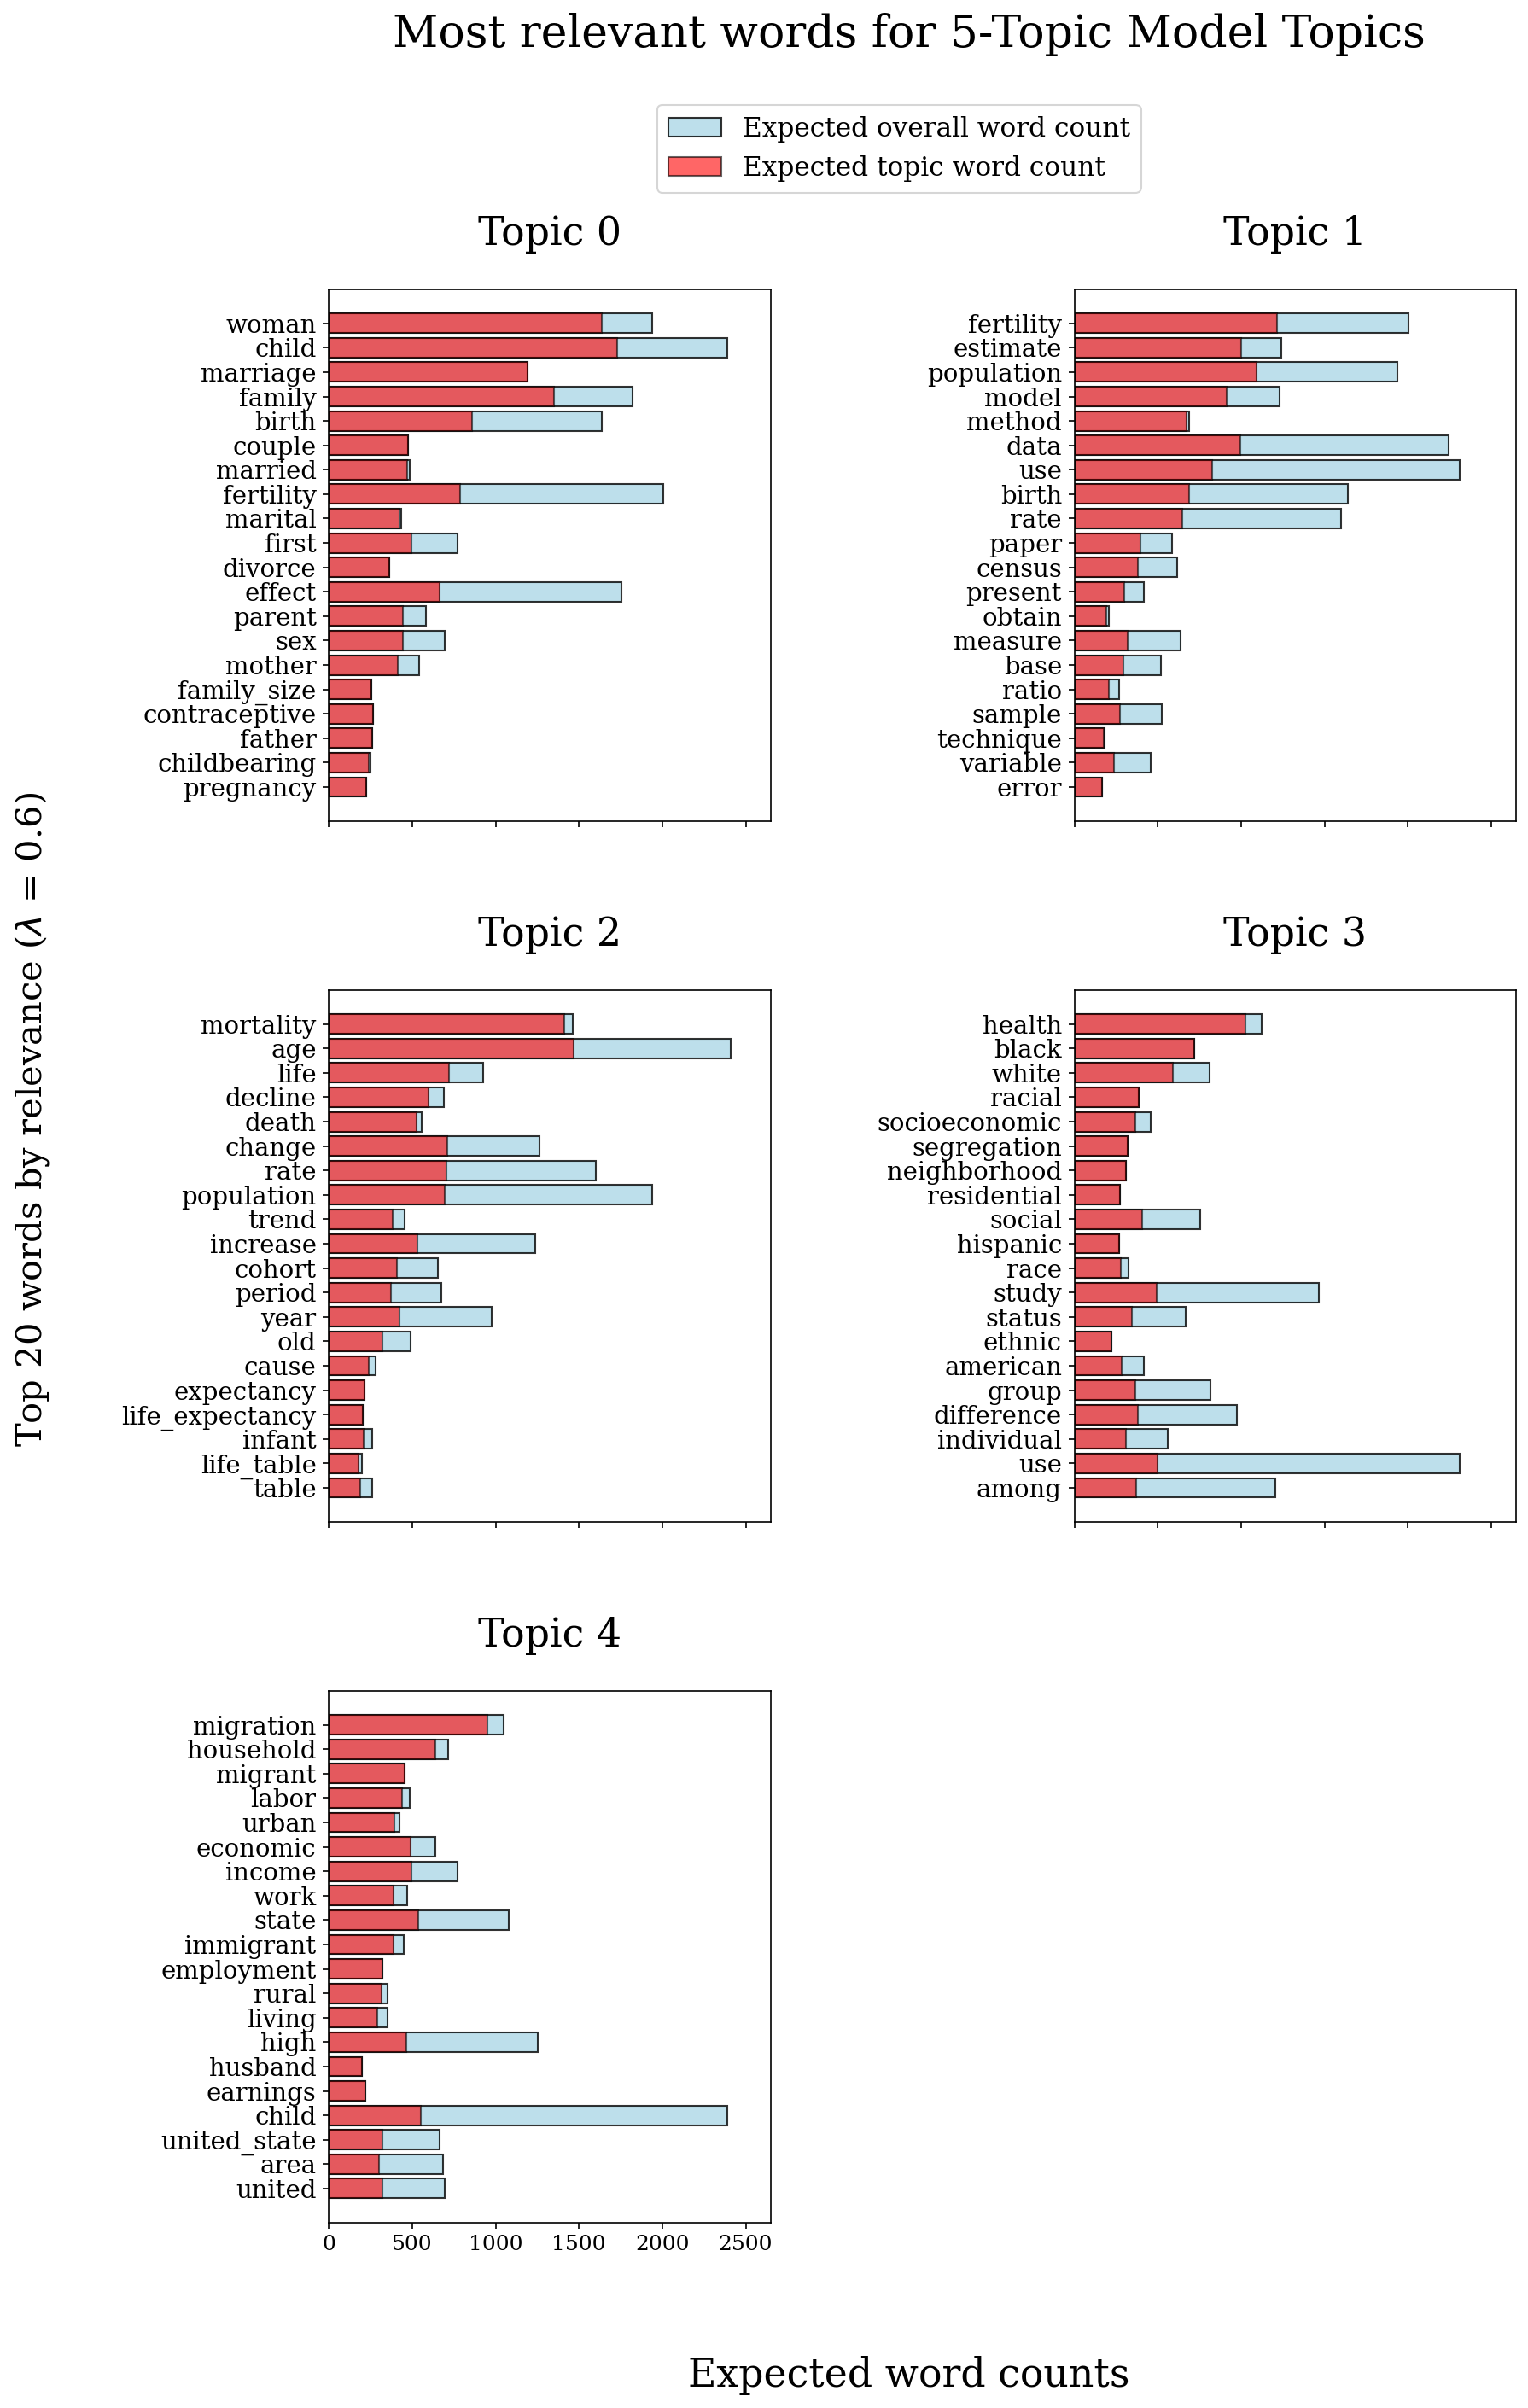 Most relevant words for 5-Topic Model Topics
Expected overall word count
Expected topic word count
Topic 0
woman
child
marriage
family
birth
couple
married
fertility
marital
first
divorce
effect
parent
sex
mother
family_size
contraceptive
father
childbearing
pregnancy
Topic 1
fertility
estimate
population
model
method
data
use
birth
rate
paper
census
present
obtain
measure
base
ratio
sample
technique
variable
error
Top 20 words by relevance (λ = 0.6)
Topic 2
mortality
age
life
decline
death
change
rate
population
trend
increase
cohort
period
year
old
cause
expectancy
life_expectancy
infant
life_table
table
Topic 3
health
black
white
racial
socioeconomic
segregation
neighborhood
residential
social
hispanic
race
study
status
ethnic
american
group
difference
individual
use
among
Topic 4
migration
household
migrant
labor
urban
economic
income
work
state
immigrant
employment
rural
living
high
husband
earnings
child
united_state
area
united
0 500 1000 1500 2000 2500
Expected word counts